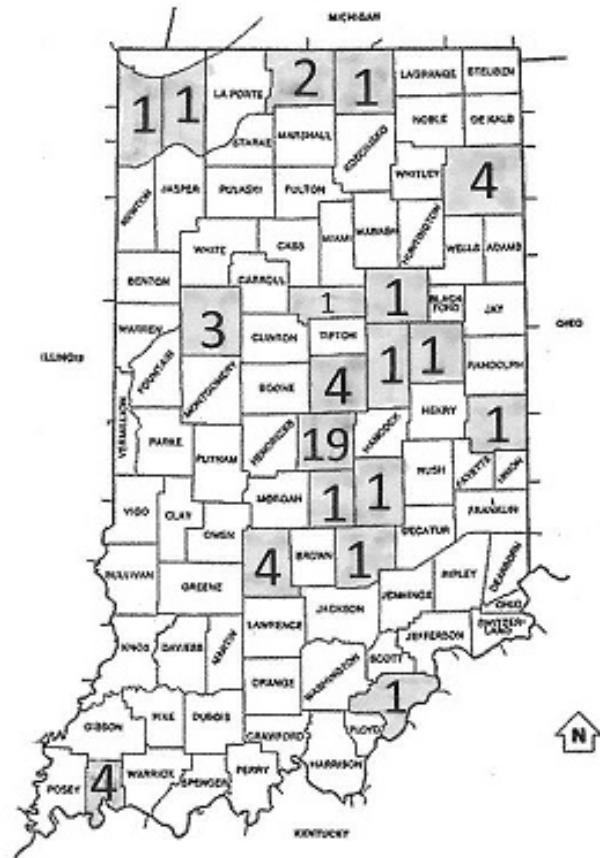 MICHIGAN
LAGRANGE STEUBEN
1 1 LA PORTE 2 1
NOBLE DE KALB
STARKE MARSHALL KOSCIUSKO
WHITLEY 4
NEWTON JASPER PULASKI FULTON
WHITE CASS MIAMI WABASH HUNTINGTON WELLS ADAMS
BENTON CARROLL
1 1 BLACK FORD JAY
WARREN 3 CLINTON TIPTON OHIO
ILLINOIS FOUNTAIN 1 1 RANDOLPH
MONTGOMERY BOONE 4
VERMILLION HENRY 1
PARKE PUTNAM HENDRICKS 19 HANCOCK
RUSH FAYETTE UNION
MORGAN 1 1
VIGO CLAY FRANKLIN
OWEN DECATUR
4 BROWN 1
SULLIVAN GREENE RIPLEY DEARBORN
JENNINGS OHIO
LAWRENCE JACKSON
JEFFERSON SWITZER-
LAND
KNOX DAVIESS MARTIN
SCOTT
ORANGE WASHINGTON
1
GIBSON PIKE DUBOIS
CRAWFORD FLOYD
N
HARRISON
POSEY 4 WARRICK SPENCER PERRY
KENTUCKY